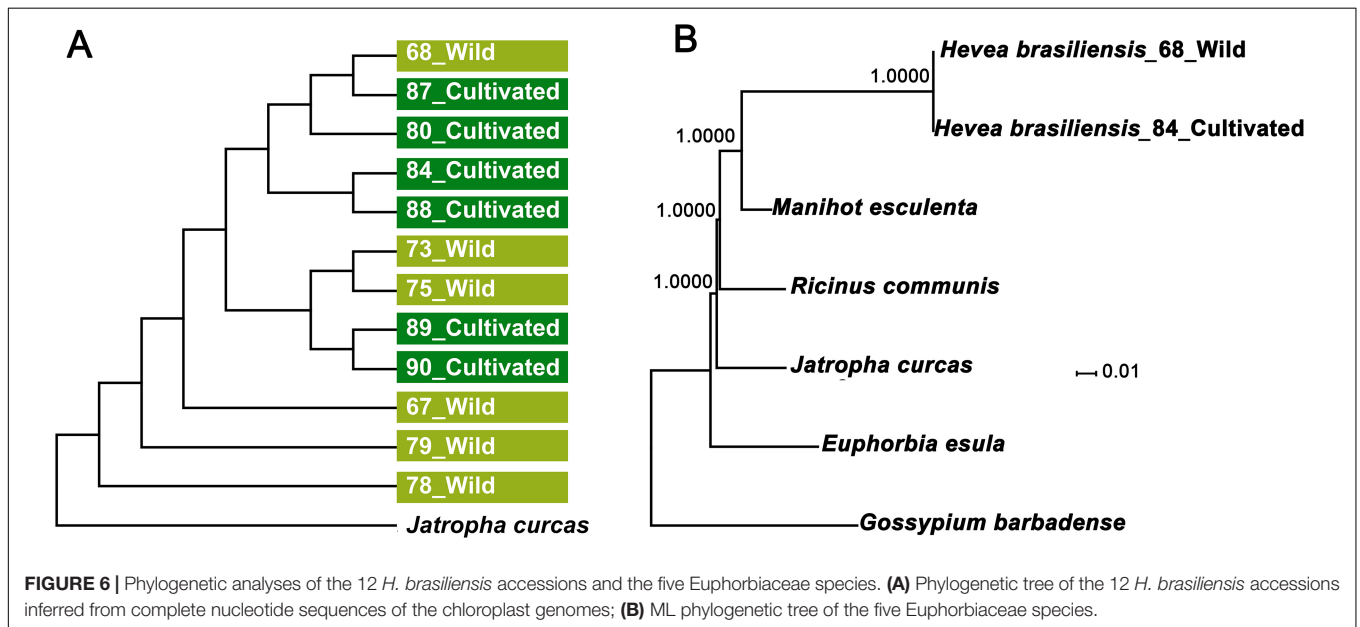 A
68_Wild
87_Cultivated
80_Cultivated
84_Cultivated
88_Cultivated
73_Wild
75_Wild
89_Cultivated
90_Cultivated
67_Wild
79_Wild
78_Wild
Jatropha curcas
B
Hevea brasiliensis_68_Wild
1.0000
Hevea brasiliensis_84_Cultivated
1.0000
Manihot esculenta
1.0000
Ricinus communis
1.0000
Jatropha curcas
0.01
Euphorbia esula
Gossypium barbadense
FIGURE 6 | Phylogenetic analyses of the 12 H. brasiliensis accessions and the five Euphorbiaceae species. (A) Phylogenetic tree of the 12 H. brasiliensis accessions
inferred from complete nucleotide sequences of the chloroplast genomes; (B) ML phylogenetic tree of the five Euphorbiaceae species.